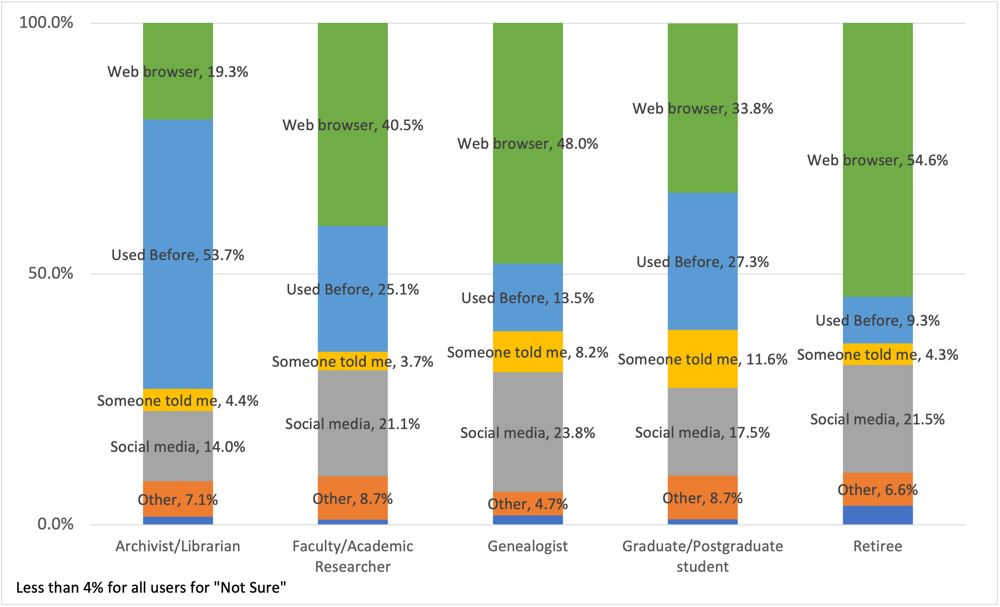 100.0%
50.0%
0.0%
Web browser, 19.3%
Used Before, 53.7%
Someone told me, 4.4%
Social media, 14.0%
Other, 7.1%
Web browser, 40.5%
Used Before, 25.1%
Someone told me, 3.7%
Social media, 21.1%
Other, 8.7%
Web browser, 48.0%
Used Before, 13.5%
Someone told me, 8.2%
Social media, 23.8%
Other, 4.7%
Web browser, 33.8%
Used Before, 27.3%
Someone told me, 11.6%
Social media, 17.5%
Other, 8.7%
Web browser, 54.6%
Used Before, 9.3%
Someone told me, 4.3%
Social media, 21.5%
Other, 6.6%
Archivist/Librarian
Faculty/Academic
Researcher
Genealogist
Graduate/Postgraduate
student
Retiree
Less than 4% for all users for "Not Sure"